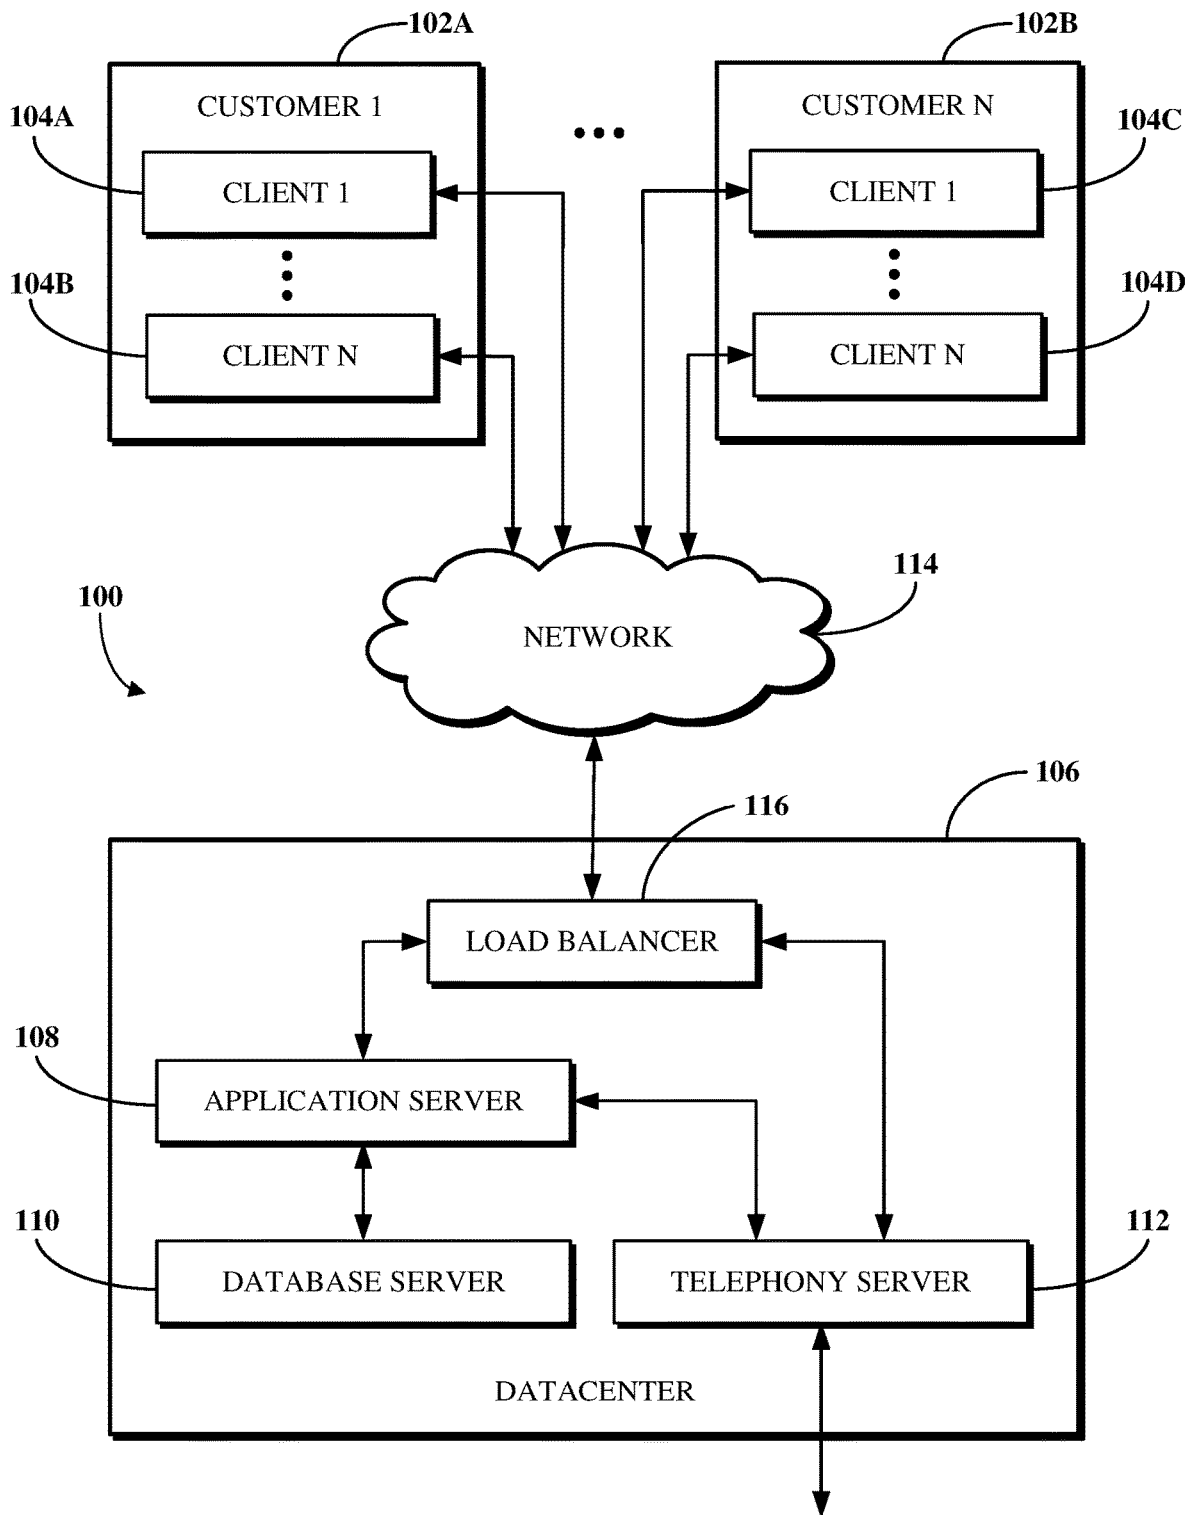 102A
102B
CUSTOMER 1
CUSTOMER N
104A
104C
CLIENT 1
CLIENT 1
104B
104D
CLIENT N
CLIENT N
114
100
NETWORK
106
116
LOAD BALANCER
108
APPLICATION SERVER
110
112
DATABASE SERVER
TELEPHONY SERVER
DATACENTER